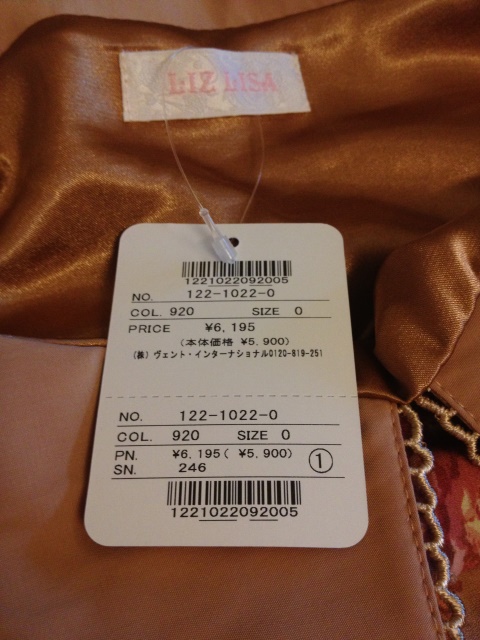 LIZ LISA
1221022092005
NO. 122-1022-0
COL. 920 SIZE 0
PRICE ¥6,195
(本体価格 ¥5,900)
(株) ヴェント・インターナショナル0120-819-251
NO. 122-1022-0
COL. 920 SIZE 0
PN. ¥6,195( ¥5,900)
SN. 246 ①
1221022092005